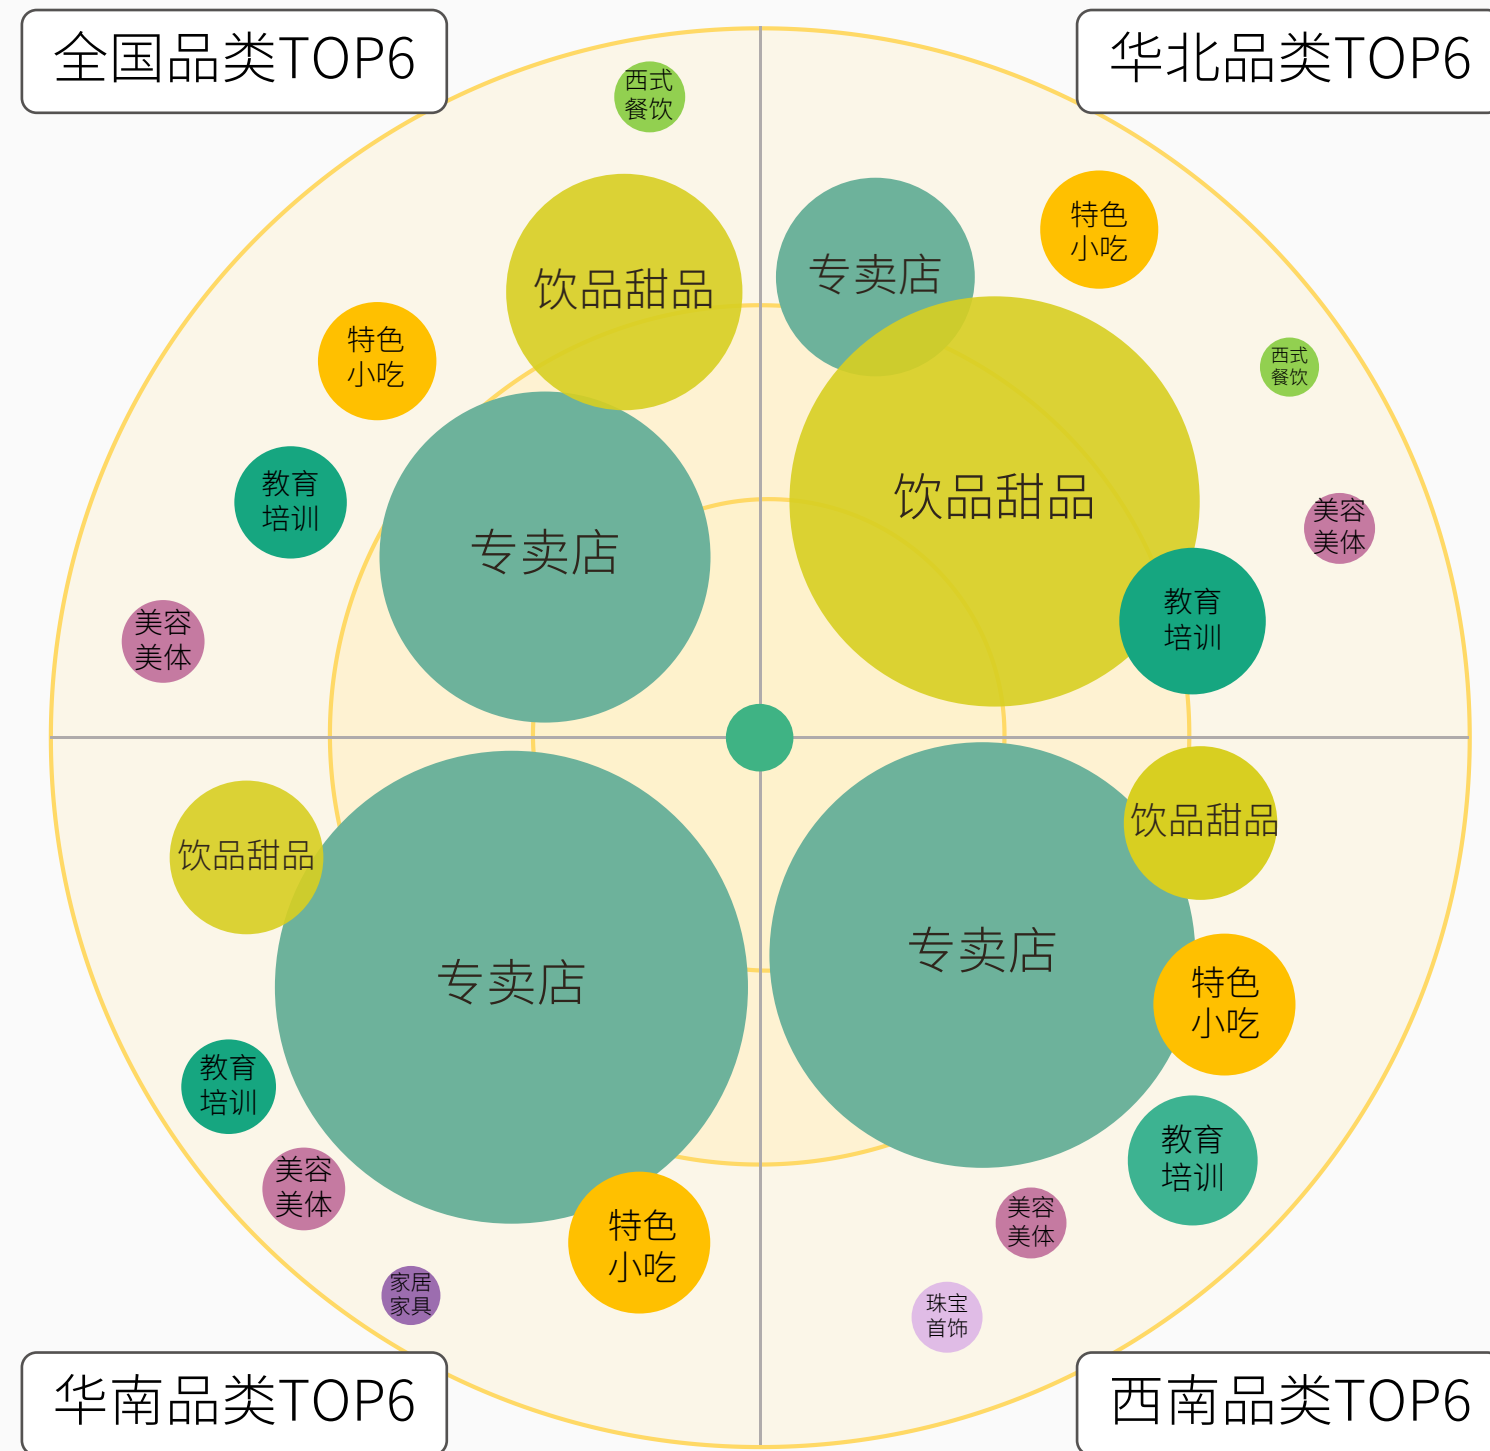 全国品类TOP6
西式
餐饮
饮品甜品
特色
小吃
专卖店
教育
培训
美容
美体
华北品类TOP6
特色
小吃
专卖店
西式
餐饮
饮品甜品
美容
美体
教育
培训
饮品甜品
专卖店
教育
培训
美容
美体
特色
小吃
家居
家具
华南品类TOP6
饮品甜品
专卖店
特色
小吃
教育
培训
美容
美体
珠宝
首饰
西南品类TOP6